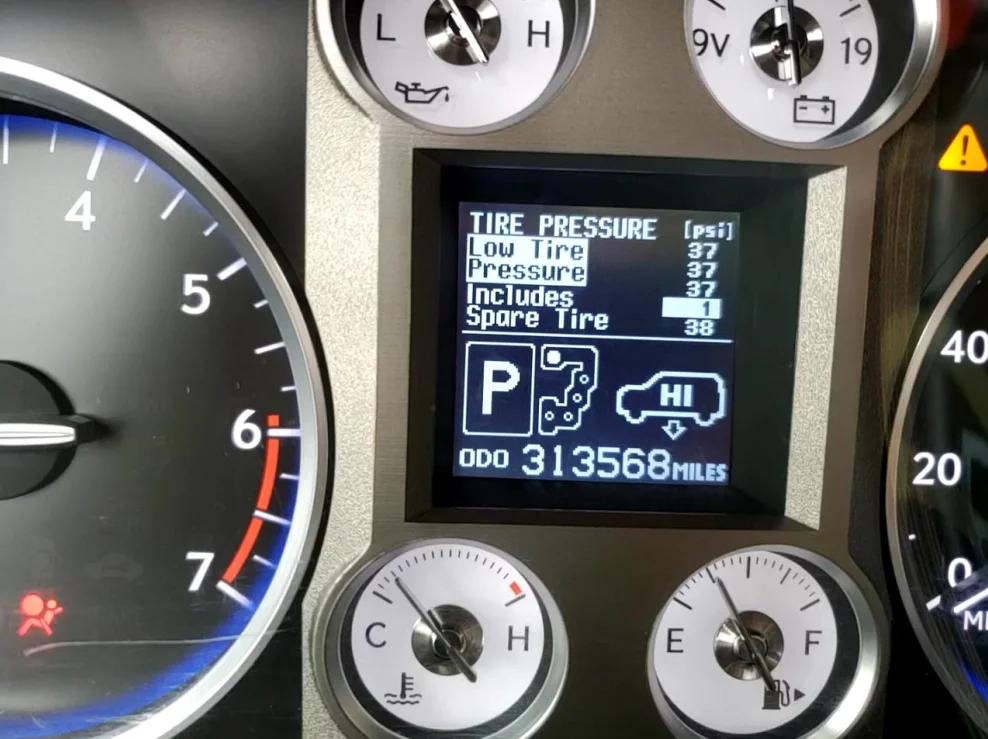 L H
9V 19
4
5
6
7
TIRE PRESSURE [psi]
Low Tire 37
Pressure 37
37
Includes 1
Spare Tire 38
P
HI
ODO 313568 MILES
40
20
0
C H
E F